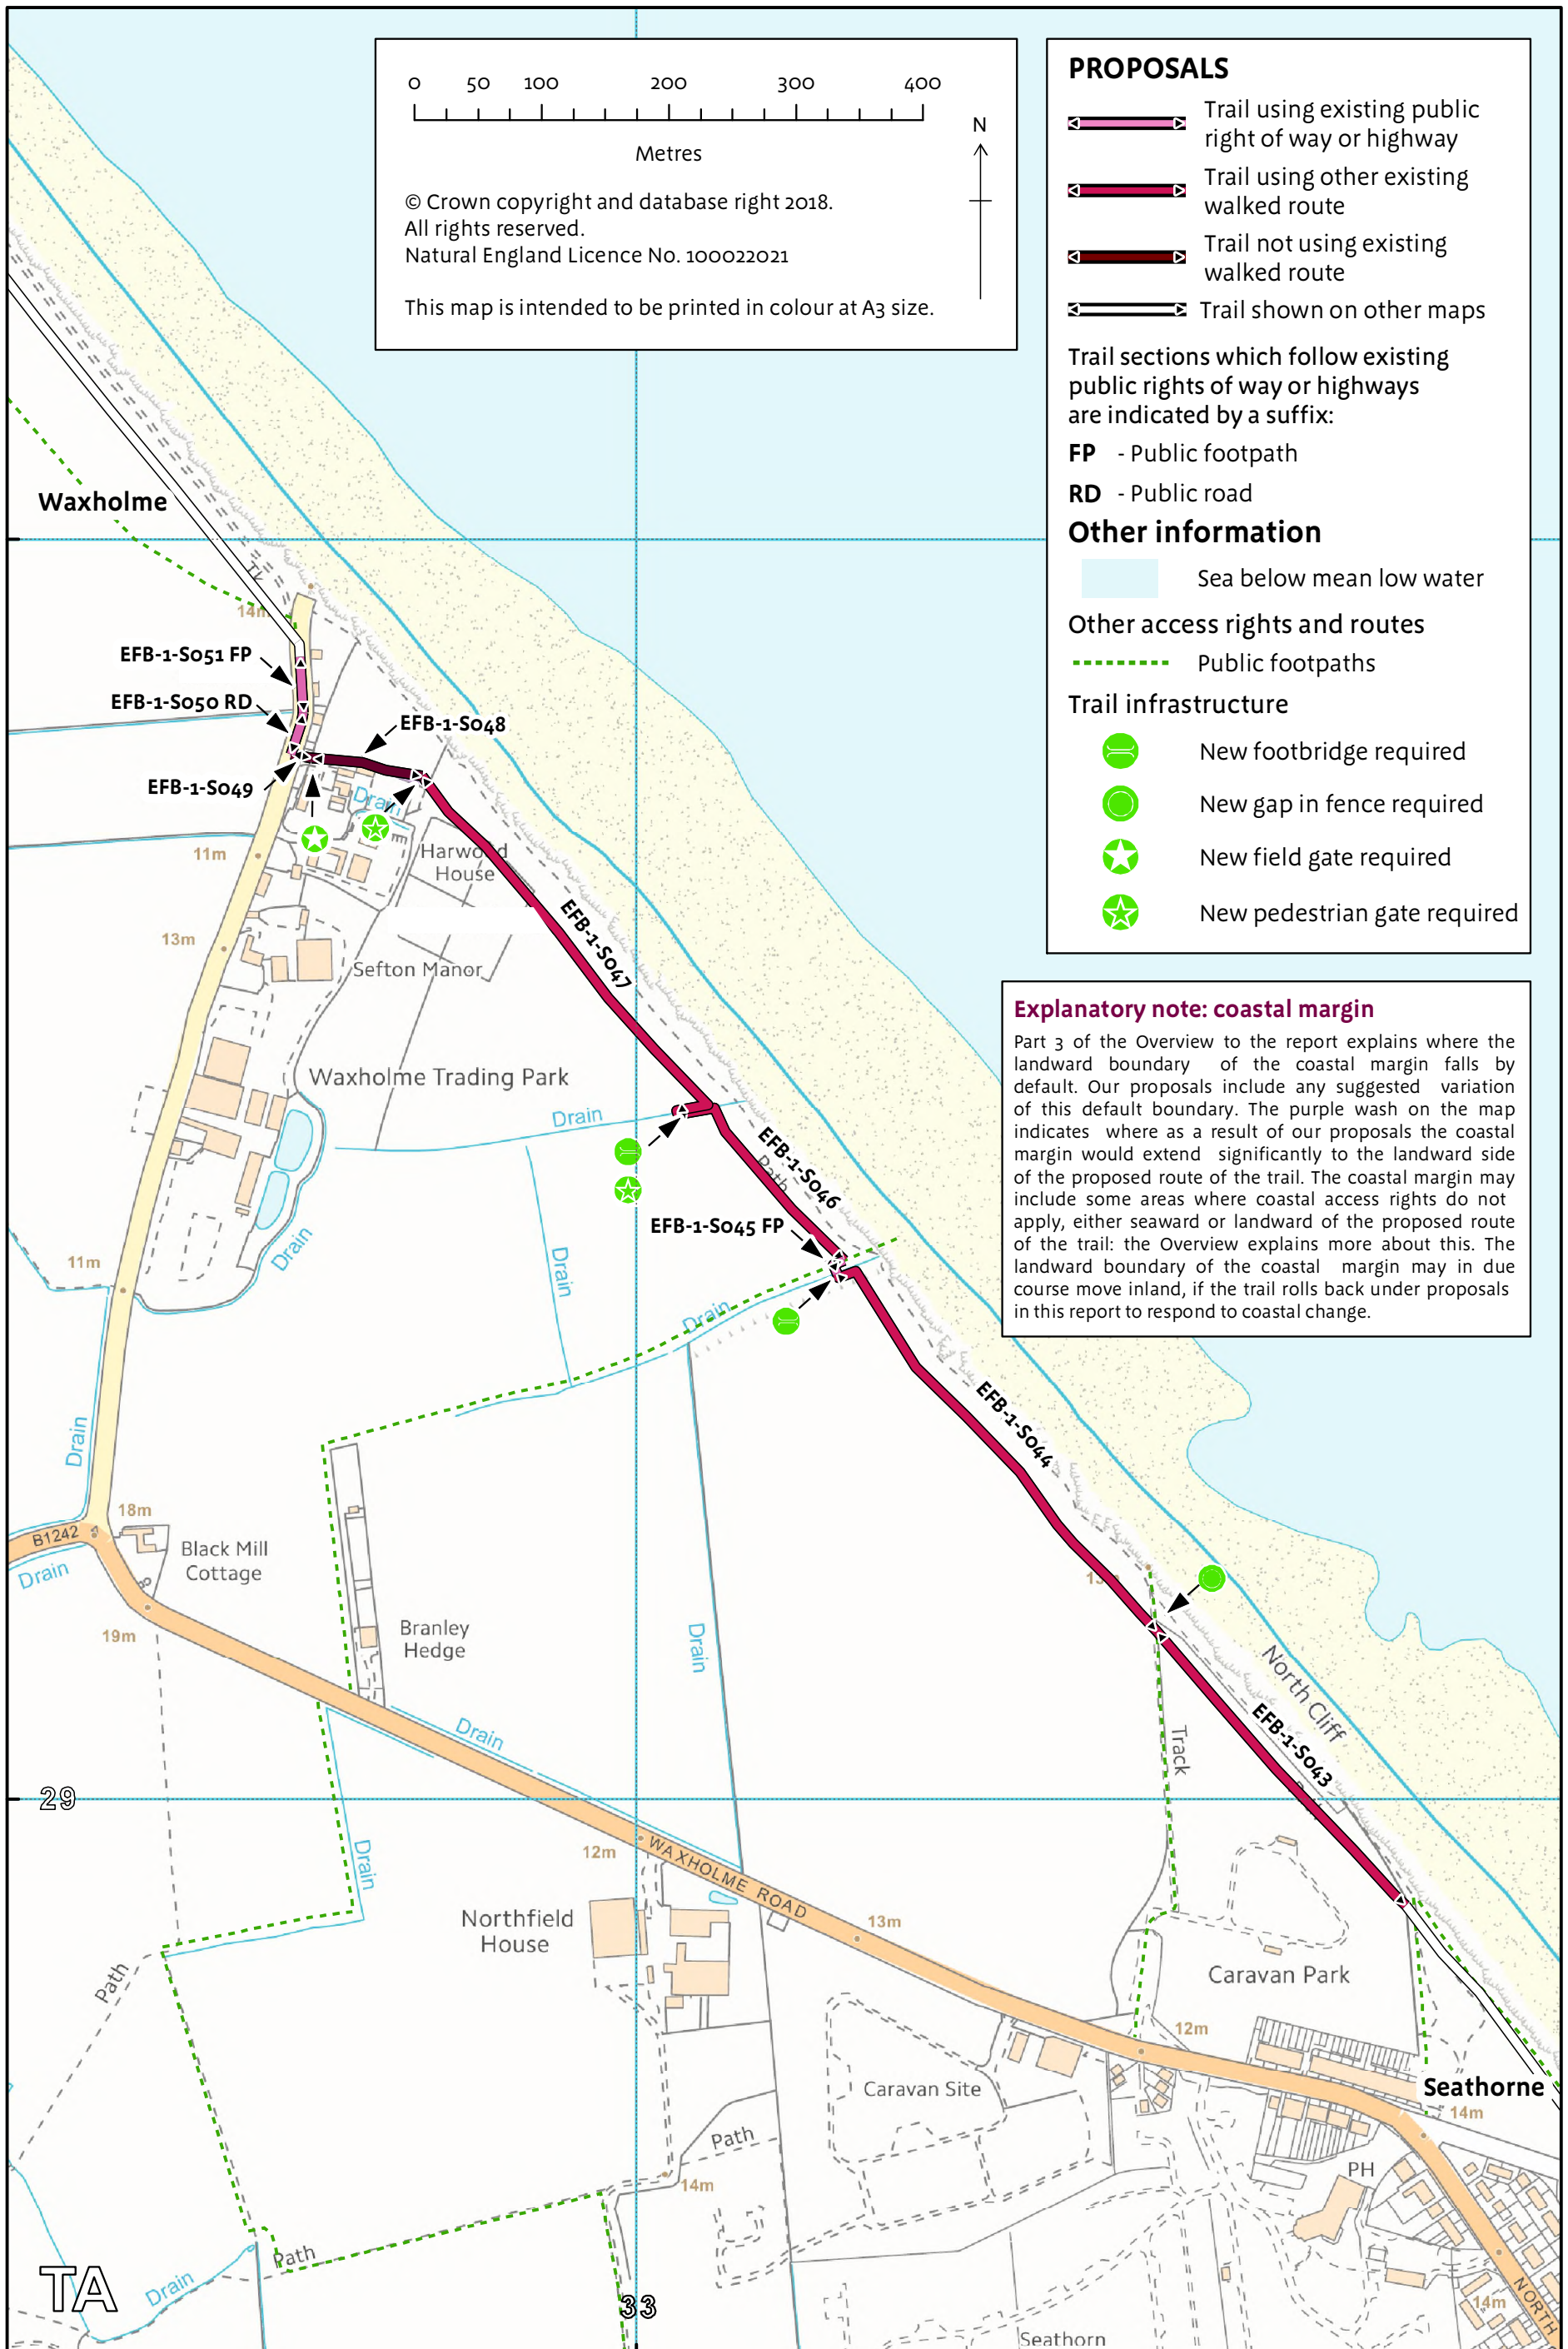 0 50 100 200 300 400
Metres
N
© Crown copyright and database right 2018.
All rights reserved.
Natural England Licence No. 100022021
This map is intended to be printed in colour at A3 size.
PROPOSALS
Trail using existing public
right of way or highway
Trail using other existing
walked route
Trail not using existing
walked route
Trail shown on other maps
Trail sections which follow existing
public rights of way or highways
are indicated by a suffix:
FP - Public footpath
RD - Public road
Other information
Sea below mean low water
Other access rights and routes
Public footpaths
Trail infrastructure
New footbridge required
New gap in fence required
New field gate required
New pedestrian gate required
Explanatory note: coastal margin
Part 3 of the Overview to the report explains where the
landward boundary of the coastal margin falls by
default. Our proposals include any suggested variation
of this default boundary. The purple wash on the map
indicates where as a result of our proposals the coastal
margin would extend significantly to the landward side
of the proposed route of the trail. The coastal margin may
include some areas where coastal access rights do not
apply, either seaward or landward of the proposed route
of the trail: the Overview explains more about this. The
landward boundary of the coastal margin may in due
course move inland, if the trail rolls back under proposals
in this report to respond to coastal change.
Waxholme
Tk
14m
EFB-1-S051 FP
EFB-1-S050 RD
EFB-1-S048
EFB-1-S049
Drain
11m
Harwood
House
EFB-1-S047
13m
Sefton Manor
Waxholme Trading Park
Drain
EFB-1-S046
Path
EFB-1-S045 FP
Drain
11m
Drain
Drain
EFB-1-S044
Drain
18m
B1242
Black Mill
Cottage
Drain
19m
Branley
Hedge
Drain
Drain
North Cliff
EFB-1-S043
Track
29
Drain
12m
WAXHOLME ROAD
13m
Northfield
House
Path
Caravan Park
12m
Caravan Site
Seathorne
14m
Path
14m
PH
Path
TA
Drain
33
14m
NORTH
Seathorn